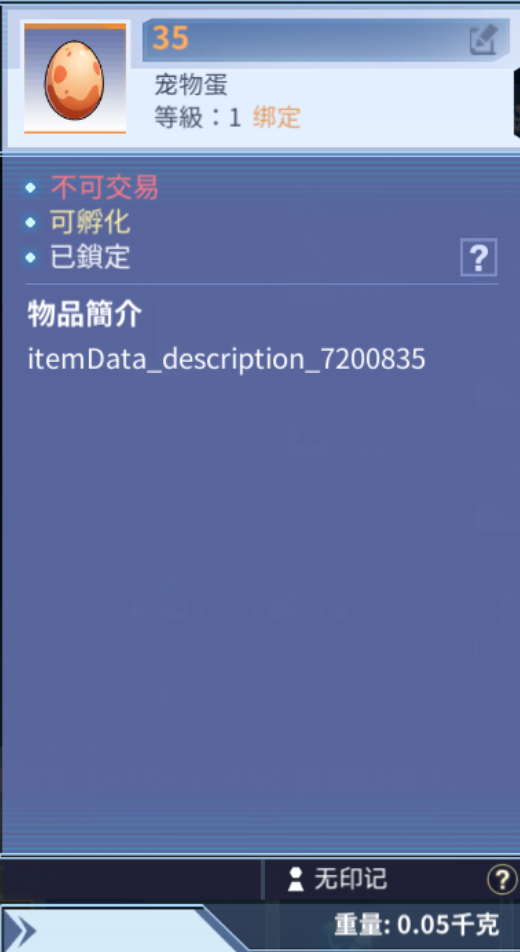 35
宠物蛋
等級：1 绑定
不可交易
可孵化
已鎖定
?
物品簡介
itemData_description_7200835
无印记
?
重量: 0.05千克